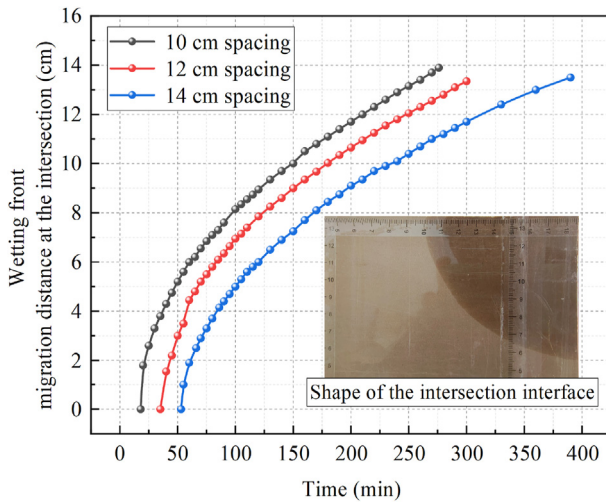 Wetting front
migration distance at the intersection (cm)
16
14
12
10
8
6
4
2
0
10 cm spacing
12 cm spacing
14 cm spacing
Shape of the intersection interface
0 50 100 150 200 250 300 350 400
Time (min)